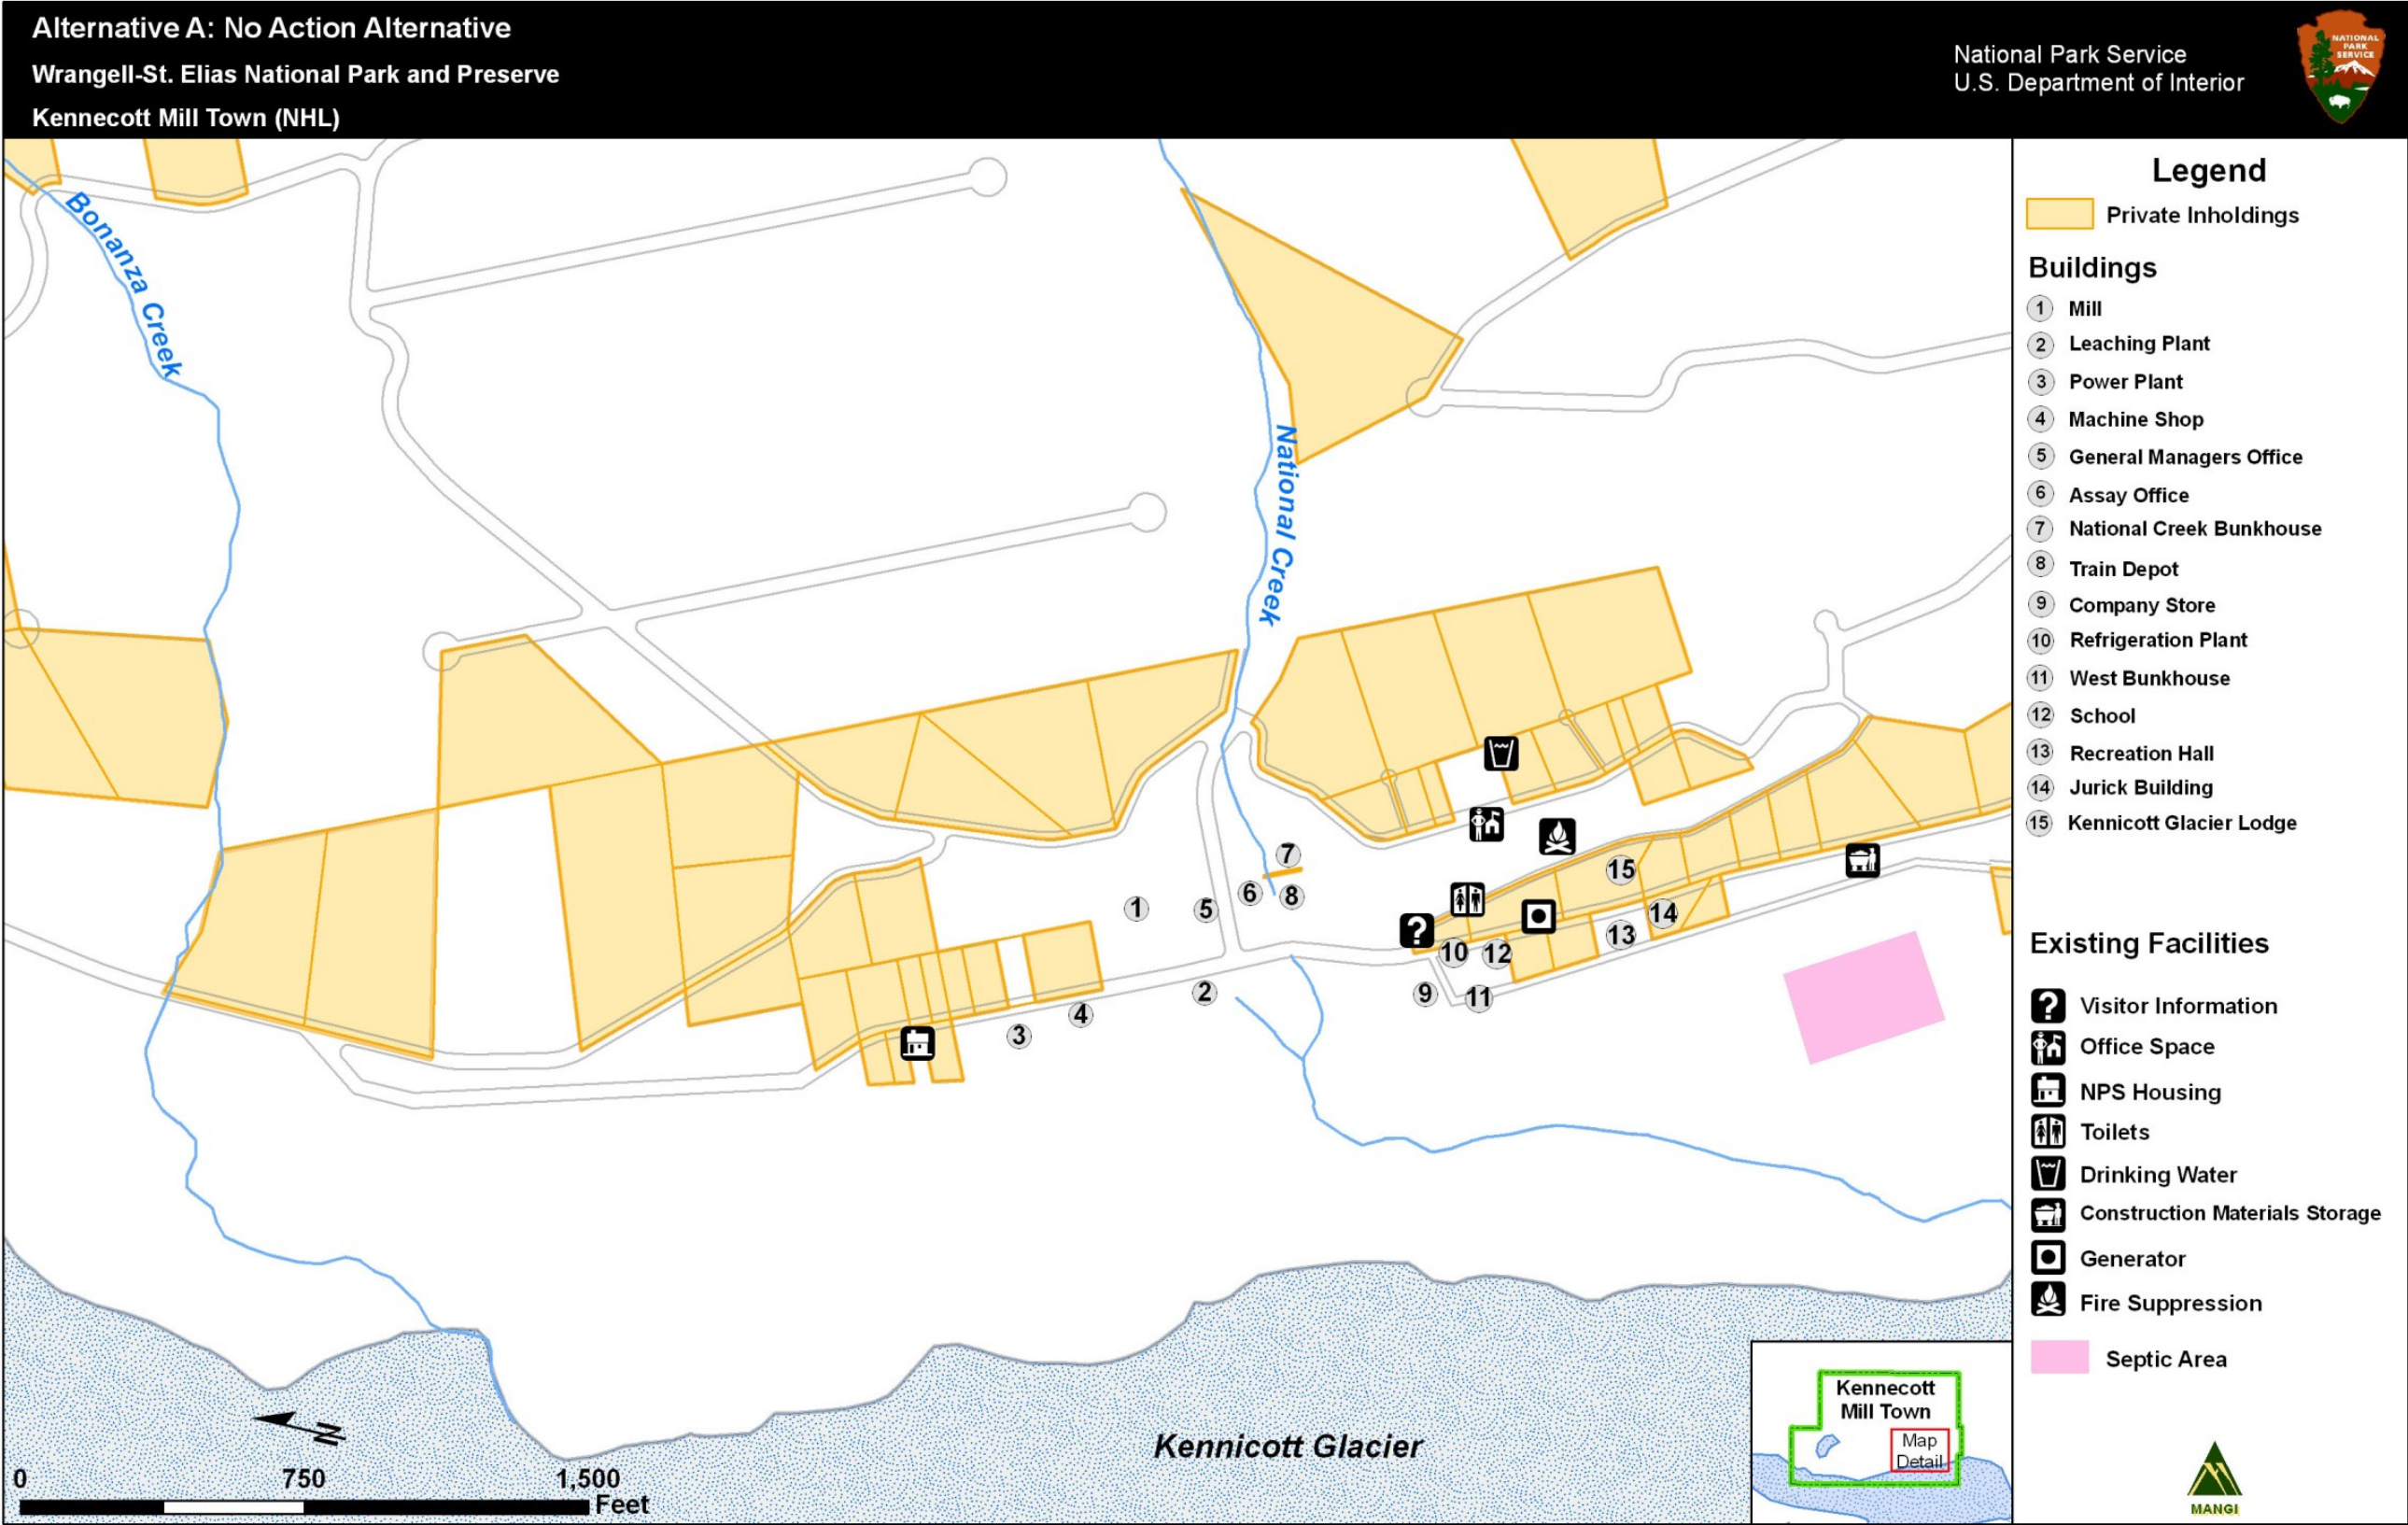 Alternative A: No Action Alternative
Wrangell-St. Elias National Park and Preserve
Kennecott Mill Town (NHL)
National Park Service
U.S. Department of Interior
NATIONAL
PARK
SERVICE
Bonanza Creek
National Creek
7
15
1
5
6
8
14
13
10
12
2
9
11
4
3
N
Kennicott Glacier
0 750 1,500
Feet
Kennecott
Mill Town
Map
Detail
Legend
Private Inholdings
Buildings
1 Mill
2 Leaching Plant
3 Power Plant
4 Machine Shop
5 General Managers Office
6 Assay Office
7 National Creek Bunkhouse
8 Train Depot
9 Company Store
10 Refrigeration Plant
11 West Bunkhouse
12 School
13 Recreation Hall
14 Jurick Building
15 Kennicott Glacier Lodge
Existing Facilities
? Visitor Information
Office Space
NPS Housing
Toilets
Drinking Water
Construction Materials Storage
Generator
Fire Suppression
Septic Area
MANGI